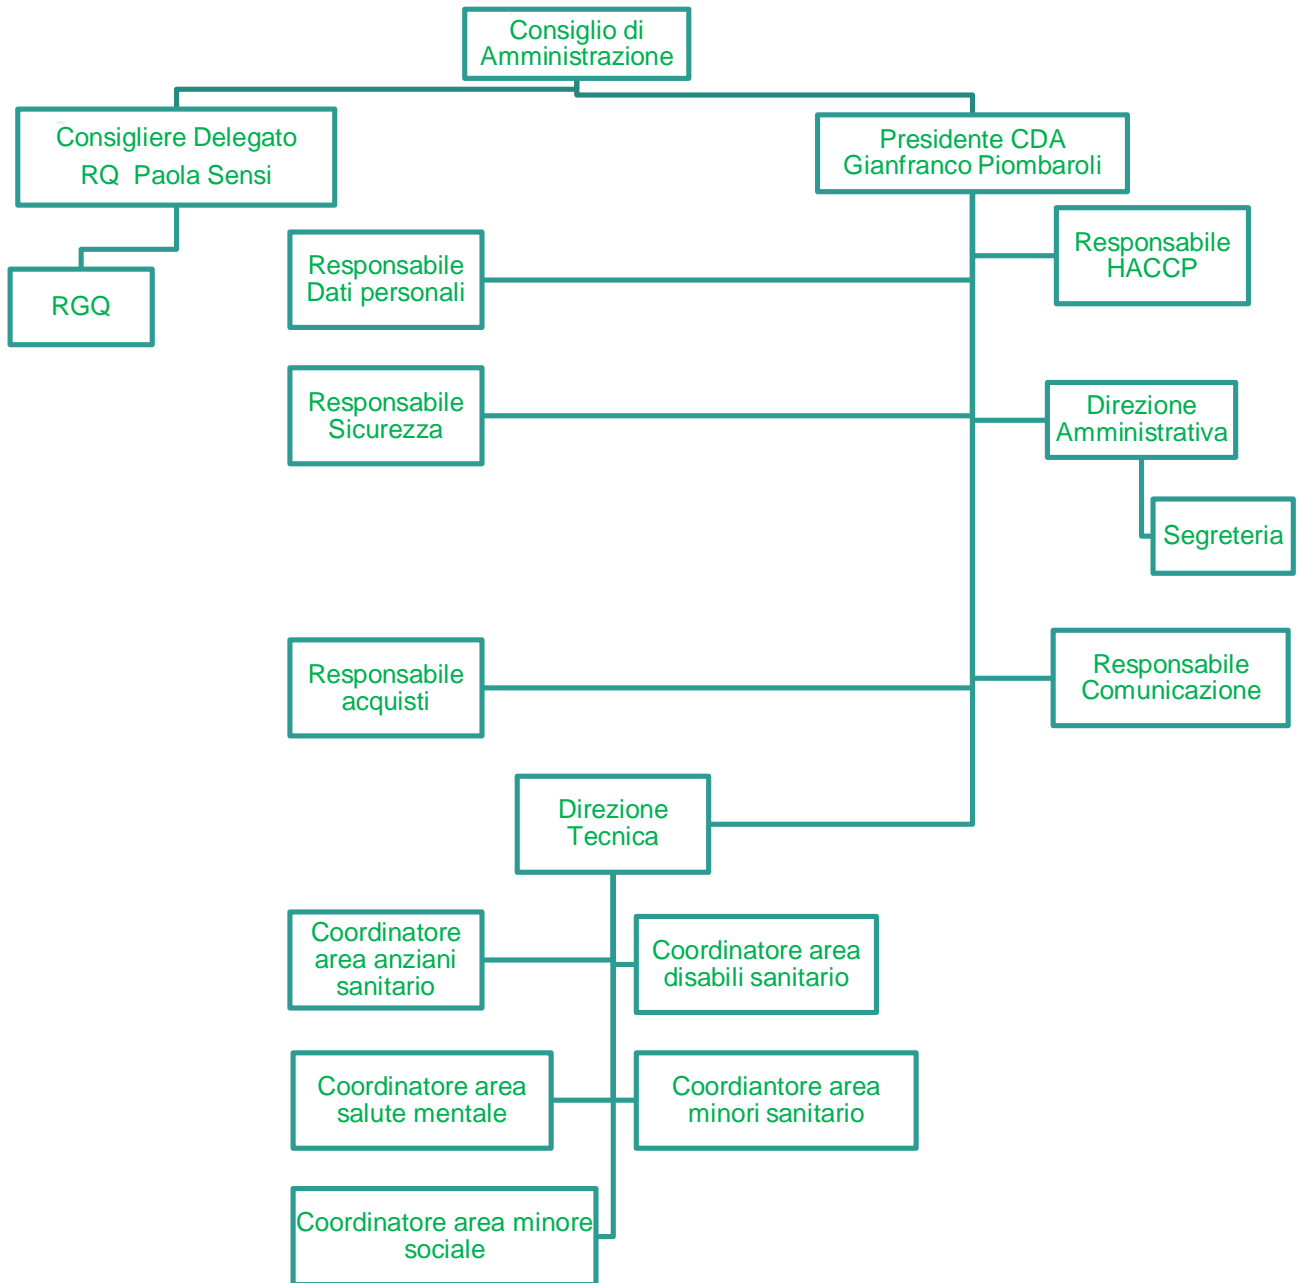 Consiglio di
Amministrazione
Consigliere Delegato
RQ Paola Sensi
Presidente CDA
Gianfranco Piombaroli
RGQ
Responsabile
Dati personali
Responsabile
HACCP
Responsabile
Sicurezza
Direzione
Amministrativa
Segreteria
Responsabile
acquisti
Responsabile
Comunicazione
Direzione
Tecnica
Coordinatore
area anziani
sanitario
Coordinatore area
disabili sanitario
Coordinatore area
salute mentale
Coordiantore area
minori sanitario
Coordinatore area minore
sociale